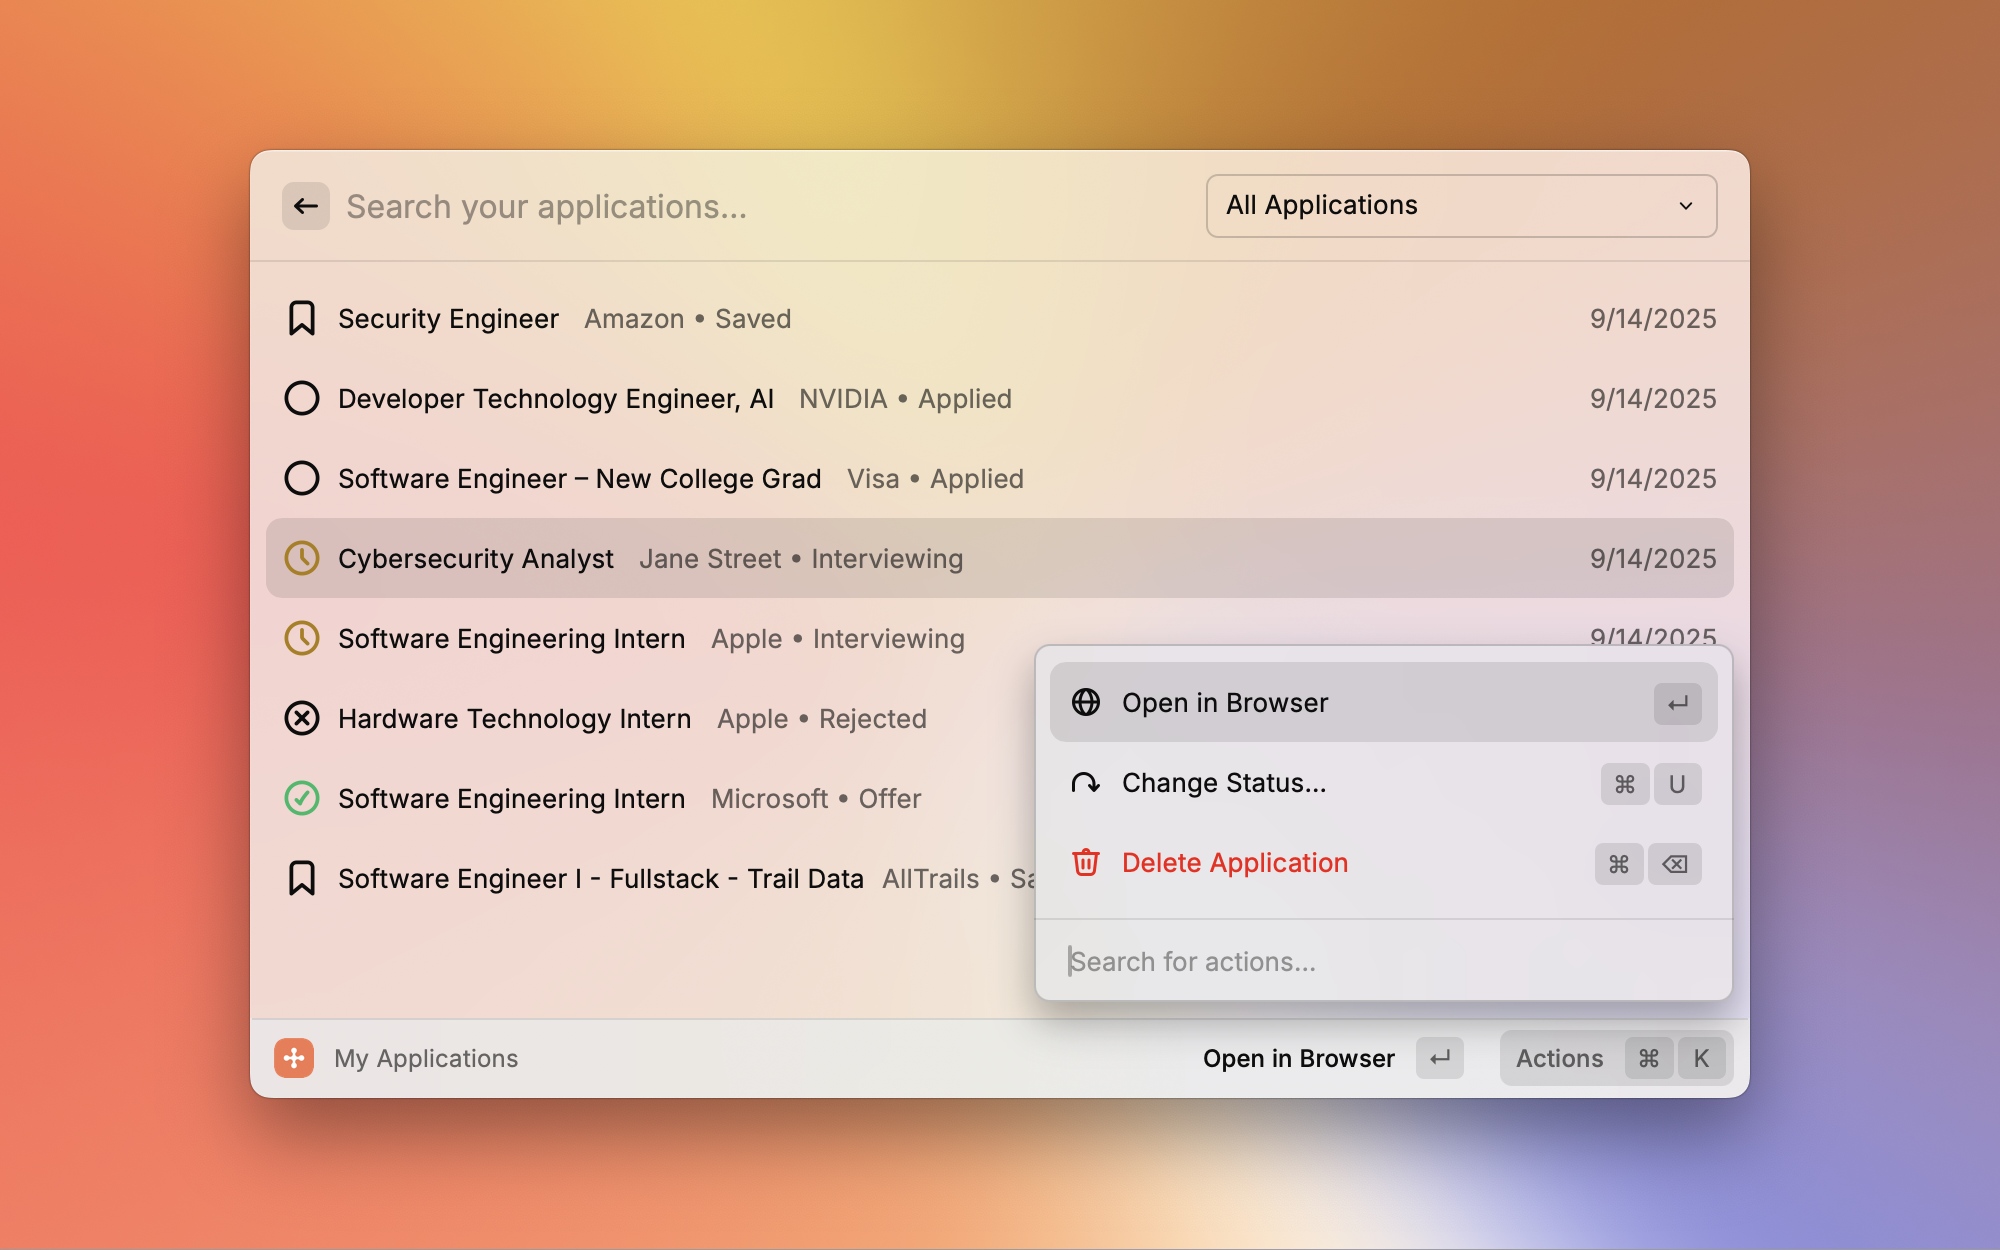 Search your applications...
All Applications
Security Engineer Amazon • Saved 9/14/2025
Developer Technology Engineer, AI NVIDIA • Applied 9/14/2025
Software Engineer – New College Grad Visa • Applied 9/14/2025
Cybersecurity Analyst Jane Street • Interviewing 9/14/2025
Software Engineering Intern Apple • Interviewing 9/14/2025
Hardware Technology Intern Apple • Rejected
Software Engineering Intern Microsoft • Offer
Software Engineer I - Fullstack - Trail Data AllTrails •
Open in Browser
Change Status... ⌘ U
Delete Application ⌘ ⌫
Search for actions...
My Applications
Open in Browser ↵
Actions ⌘ K